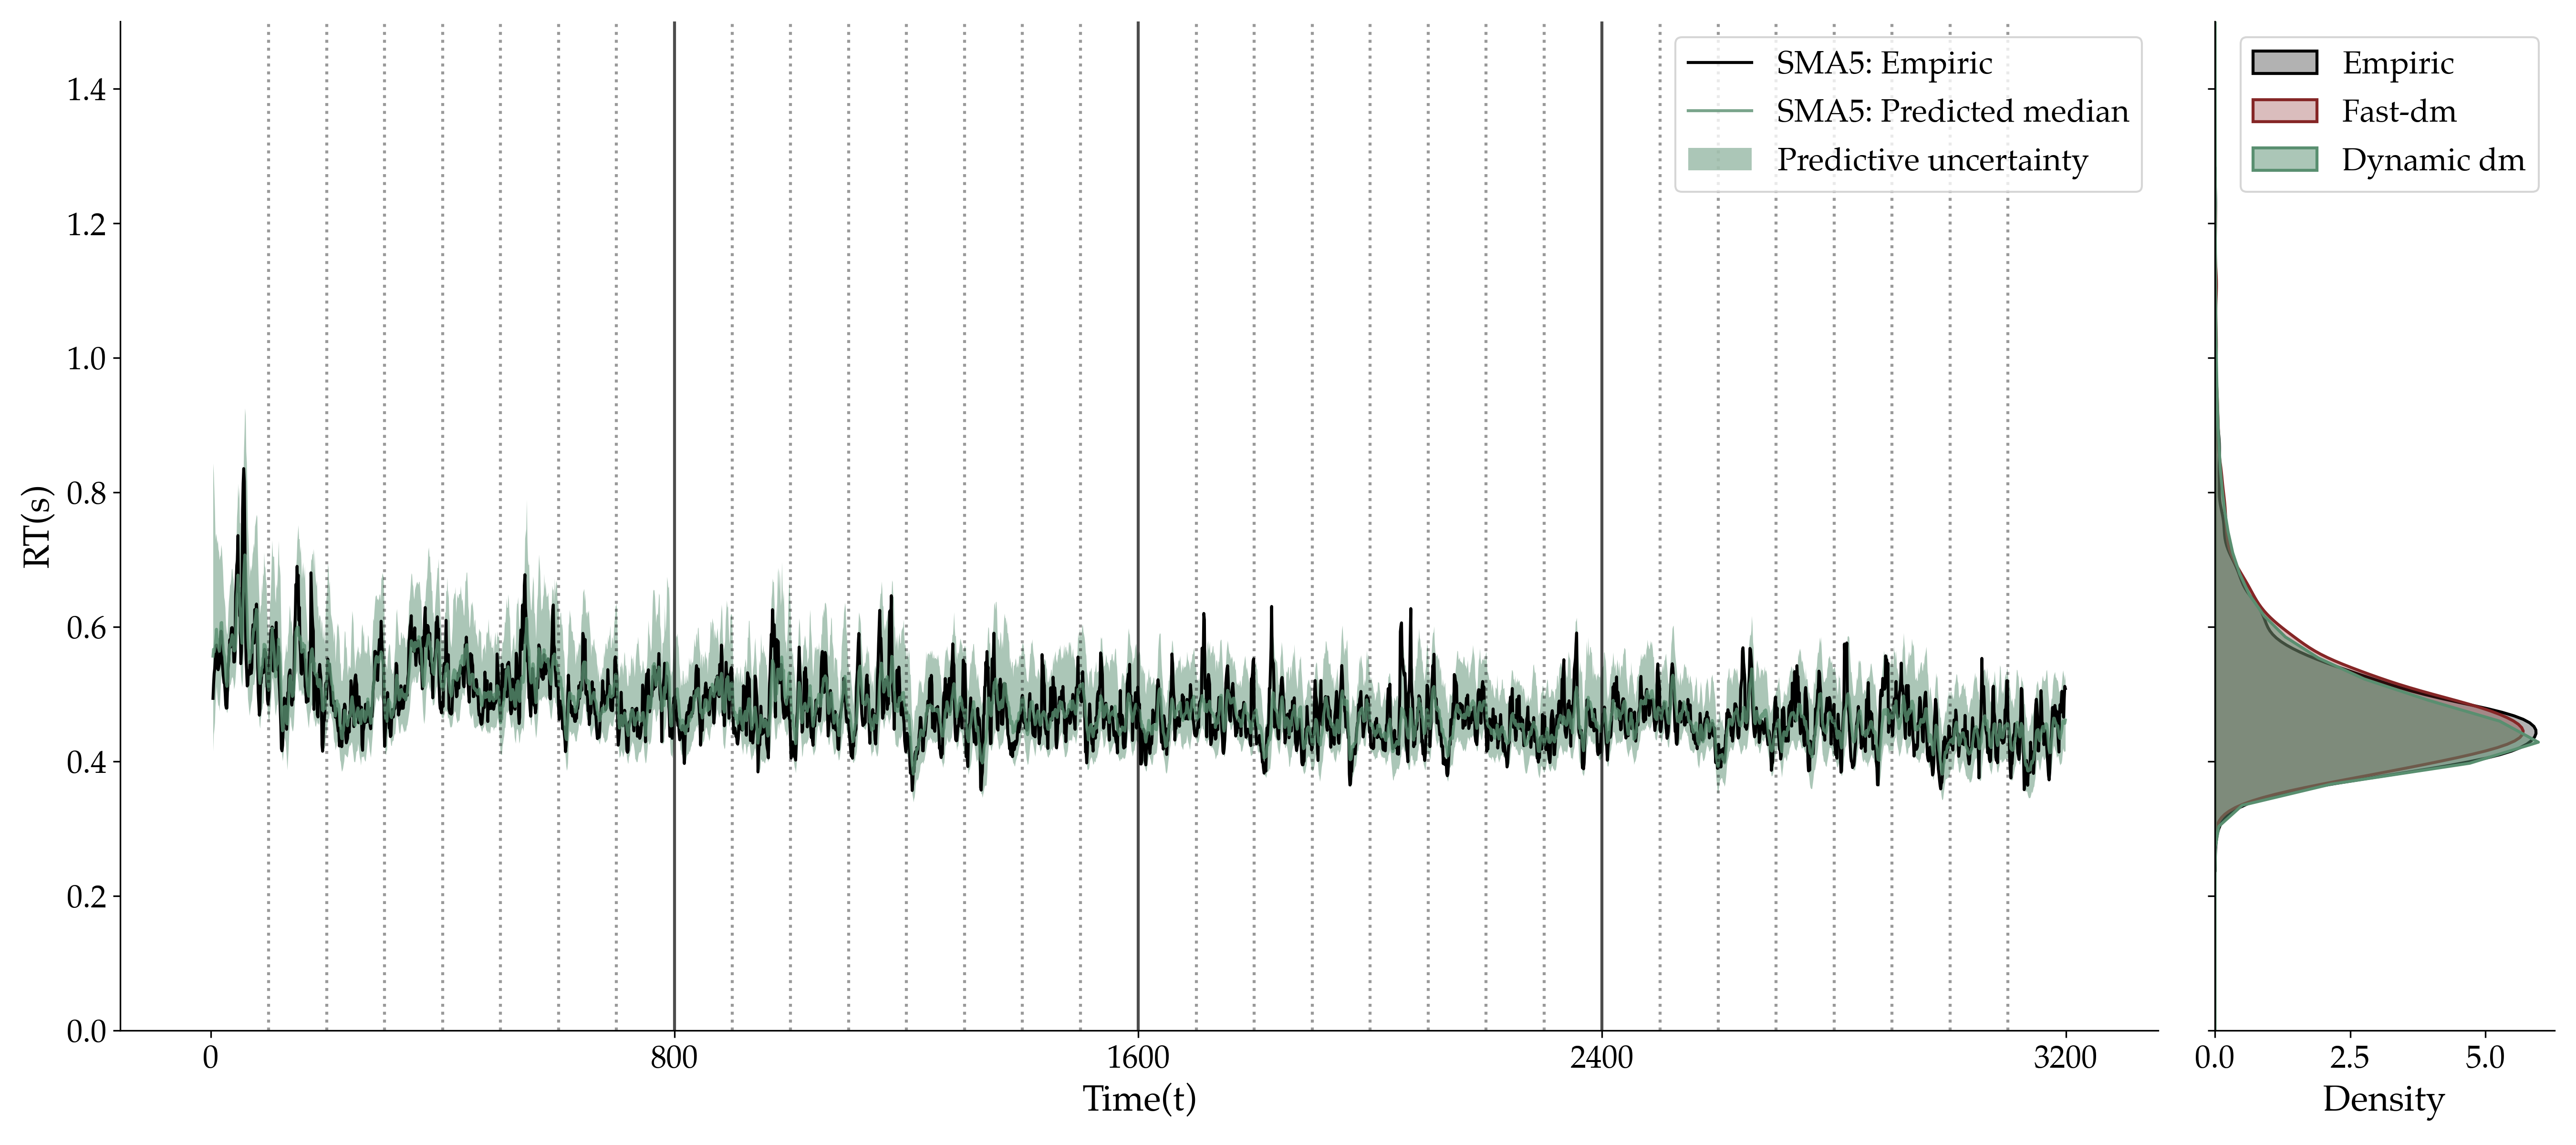 RT(s)
1.4
1.2
1.0
0.8
0.6
0.4
0.2
0.0
0
800
1600
2400
3200
Time(t)
SMA5: Empiric
SMA5: Predicted median
Predictive uncertainty
Empiric
Fast-dm
Dynamic dm
0.0
2.5
5.0
Density